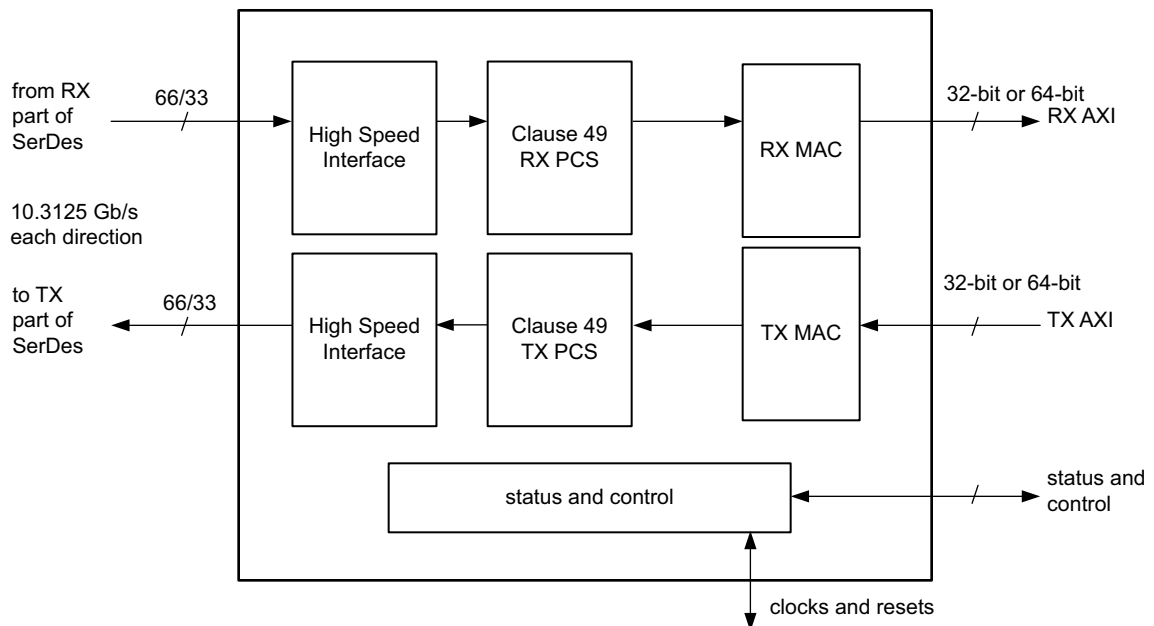 from RX
part of
SerDes
66/33
High Speed
Interface
Clause 49
RX PCS
RX MAC
32-bit or 64-bit
RX AXI
10.3125 Gb/s
each direction
to TX
part of
SerDes
66/33
High Speed
Interface
Clause 49
TX PCS
TX MAC
32-bit or 64-bit
TX AXI
status and control
status and
control
clocks and resets